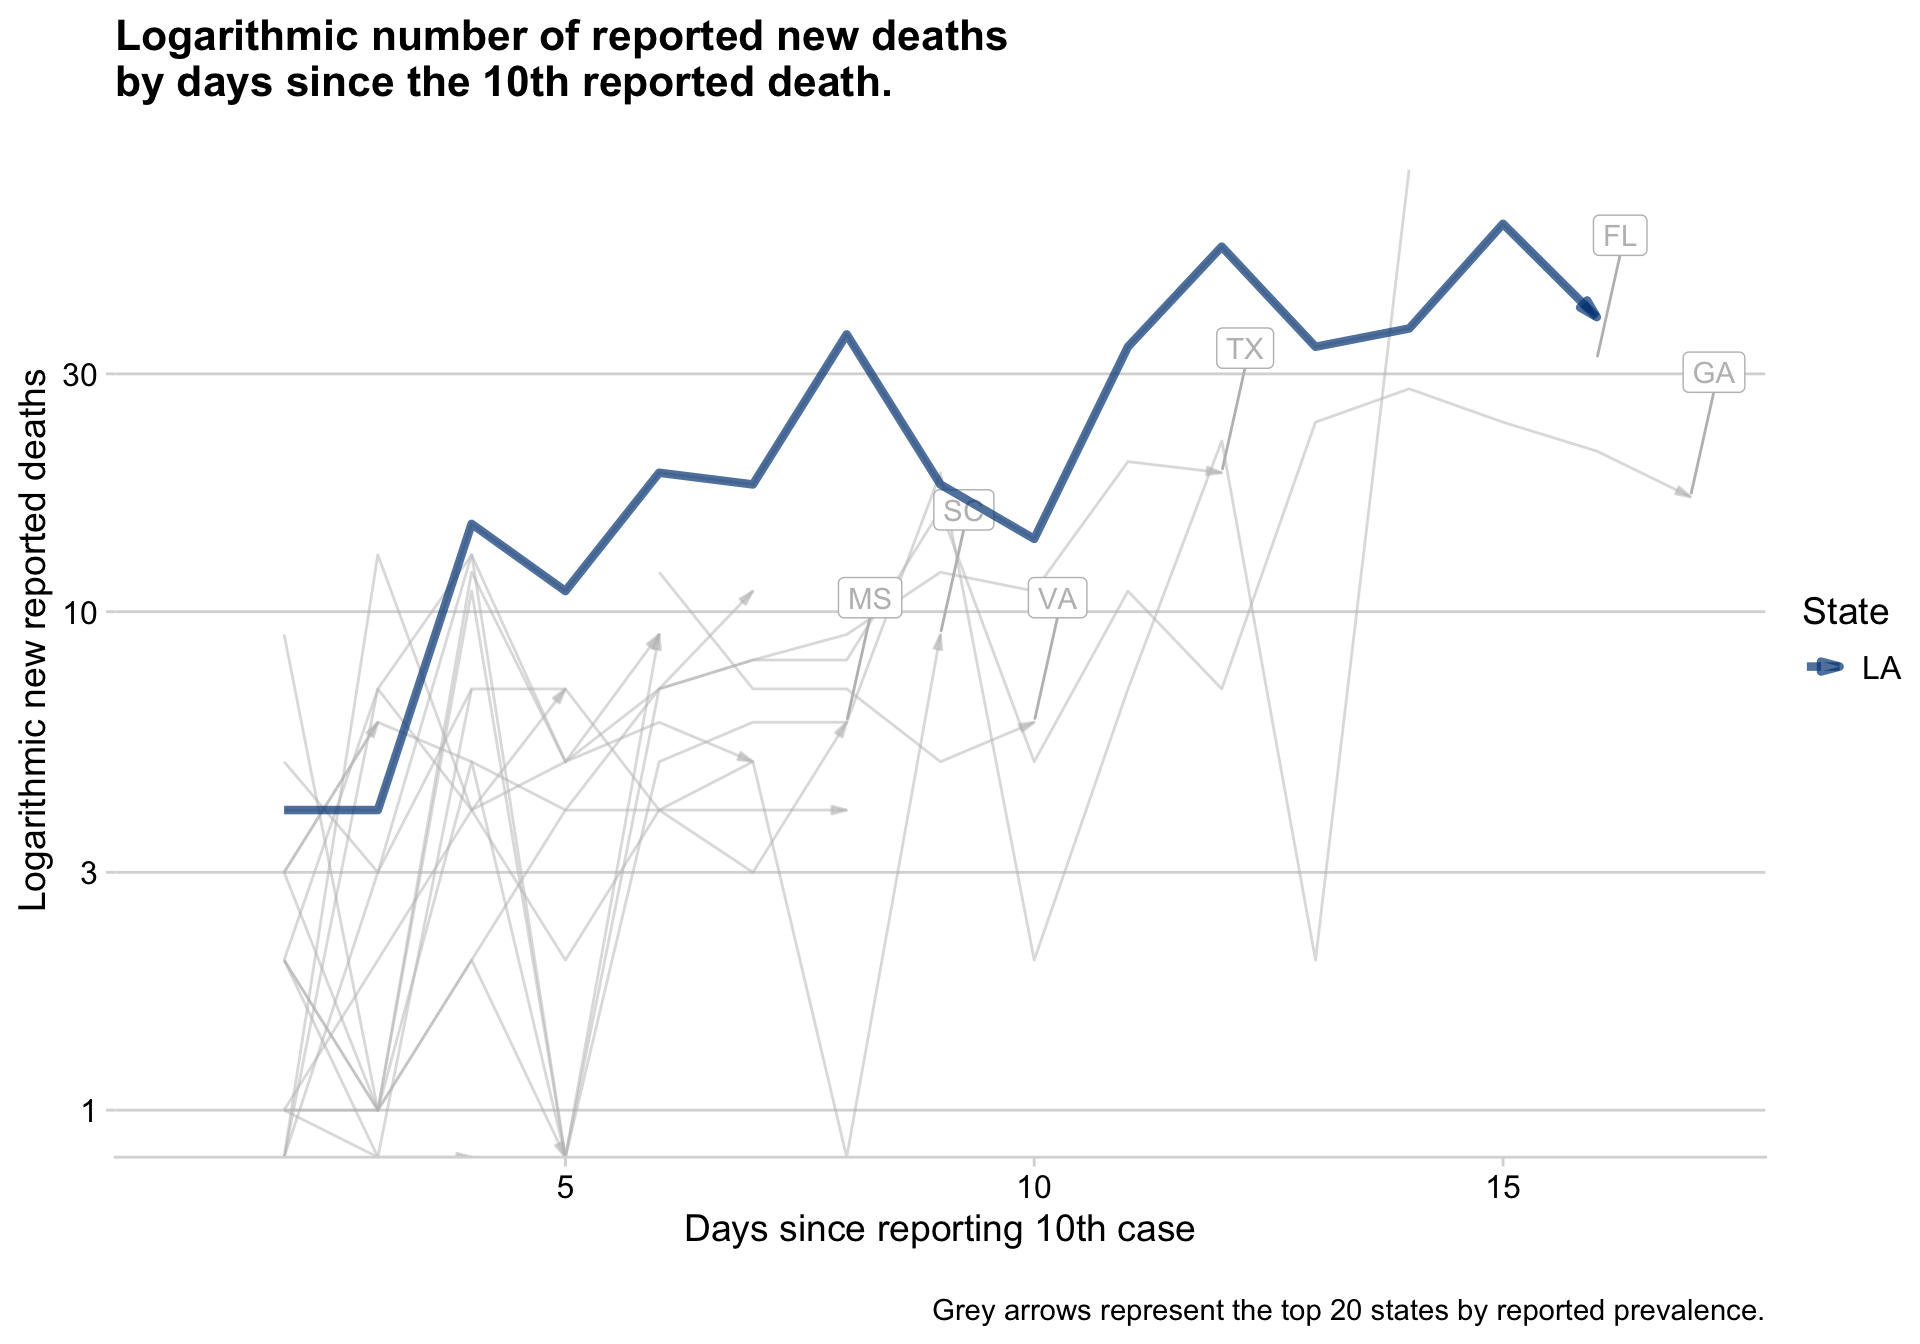 Logarithmic number of reported new deaths
by days since the 10th reported death.
FL
TX
30
GA
SC
MS
VA
10
3
1
Logarithmic new reported deaths
State
LA
5
10
15
Days since reporting 10th case
Grey arrows represent the top 20 states by reported prevalence.